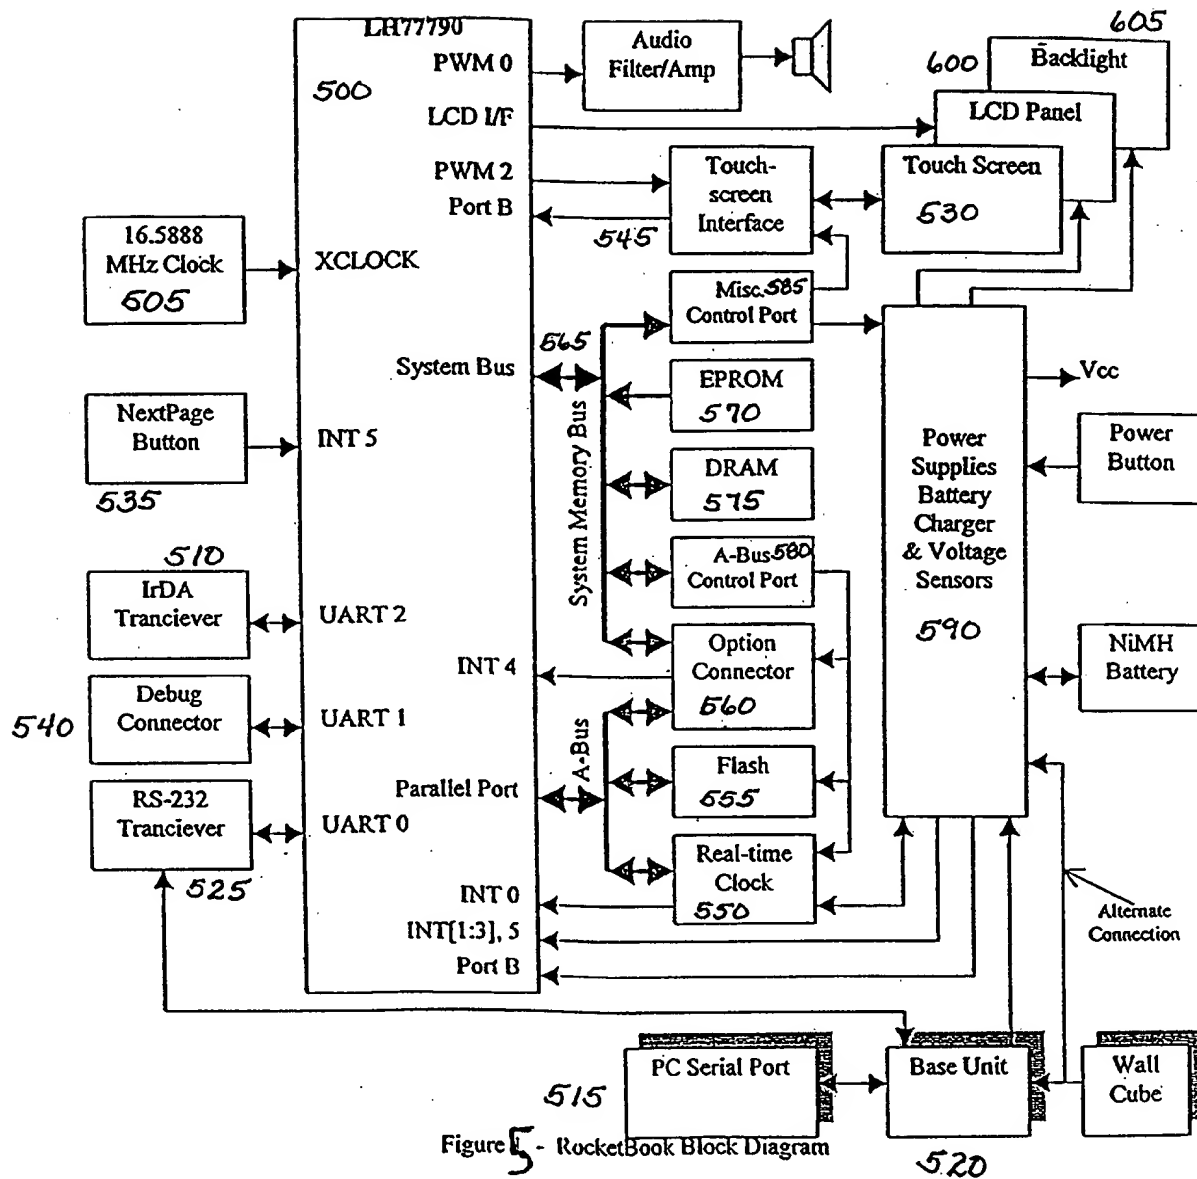 LH77790
500
PWM 0
LCD I/F
PWM 2
Port B
XCLOCK
System Bus
INT 5
UART 2
INT 4
UART 1
Parallel Port
UART 0
INT 0
INT[1:3], 5
Port B
Audio
Filter/Amp
605
Backlight
600
LCD Panel
Touch Screen
530
Touch-
screen
Interface
545
16.5888
MHz Clock
505
Misc. 585
Control Port
565
EPROM
570
System Memory Bus
DRAM
575
A-Bus 580
Control Port
Option
Connector
560
A-Bus
Flash
555
Real-time
Clock
550
NextPage
Button
535
510
IrDA
Tranciever
Debug
Connector
540
RS-232
Tranciever
525
Power
Supplies
Battery
Charger
& Voltage
Sensors
590
Vcc
Power
Button
NiMH
Battery
Alternate
Connection
PC Serial Port
515
Base Unit
520
Wall
Cube
Figure 5 - RocketBook Block Diagram